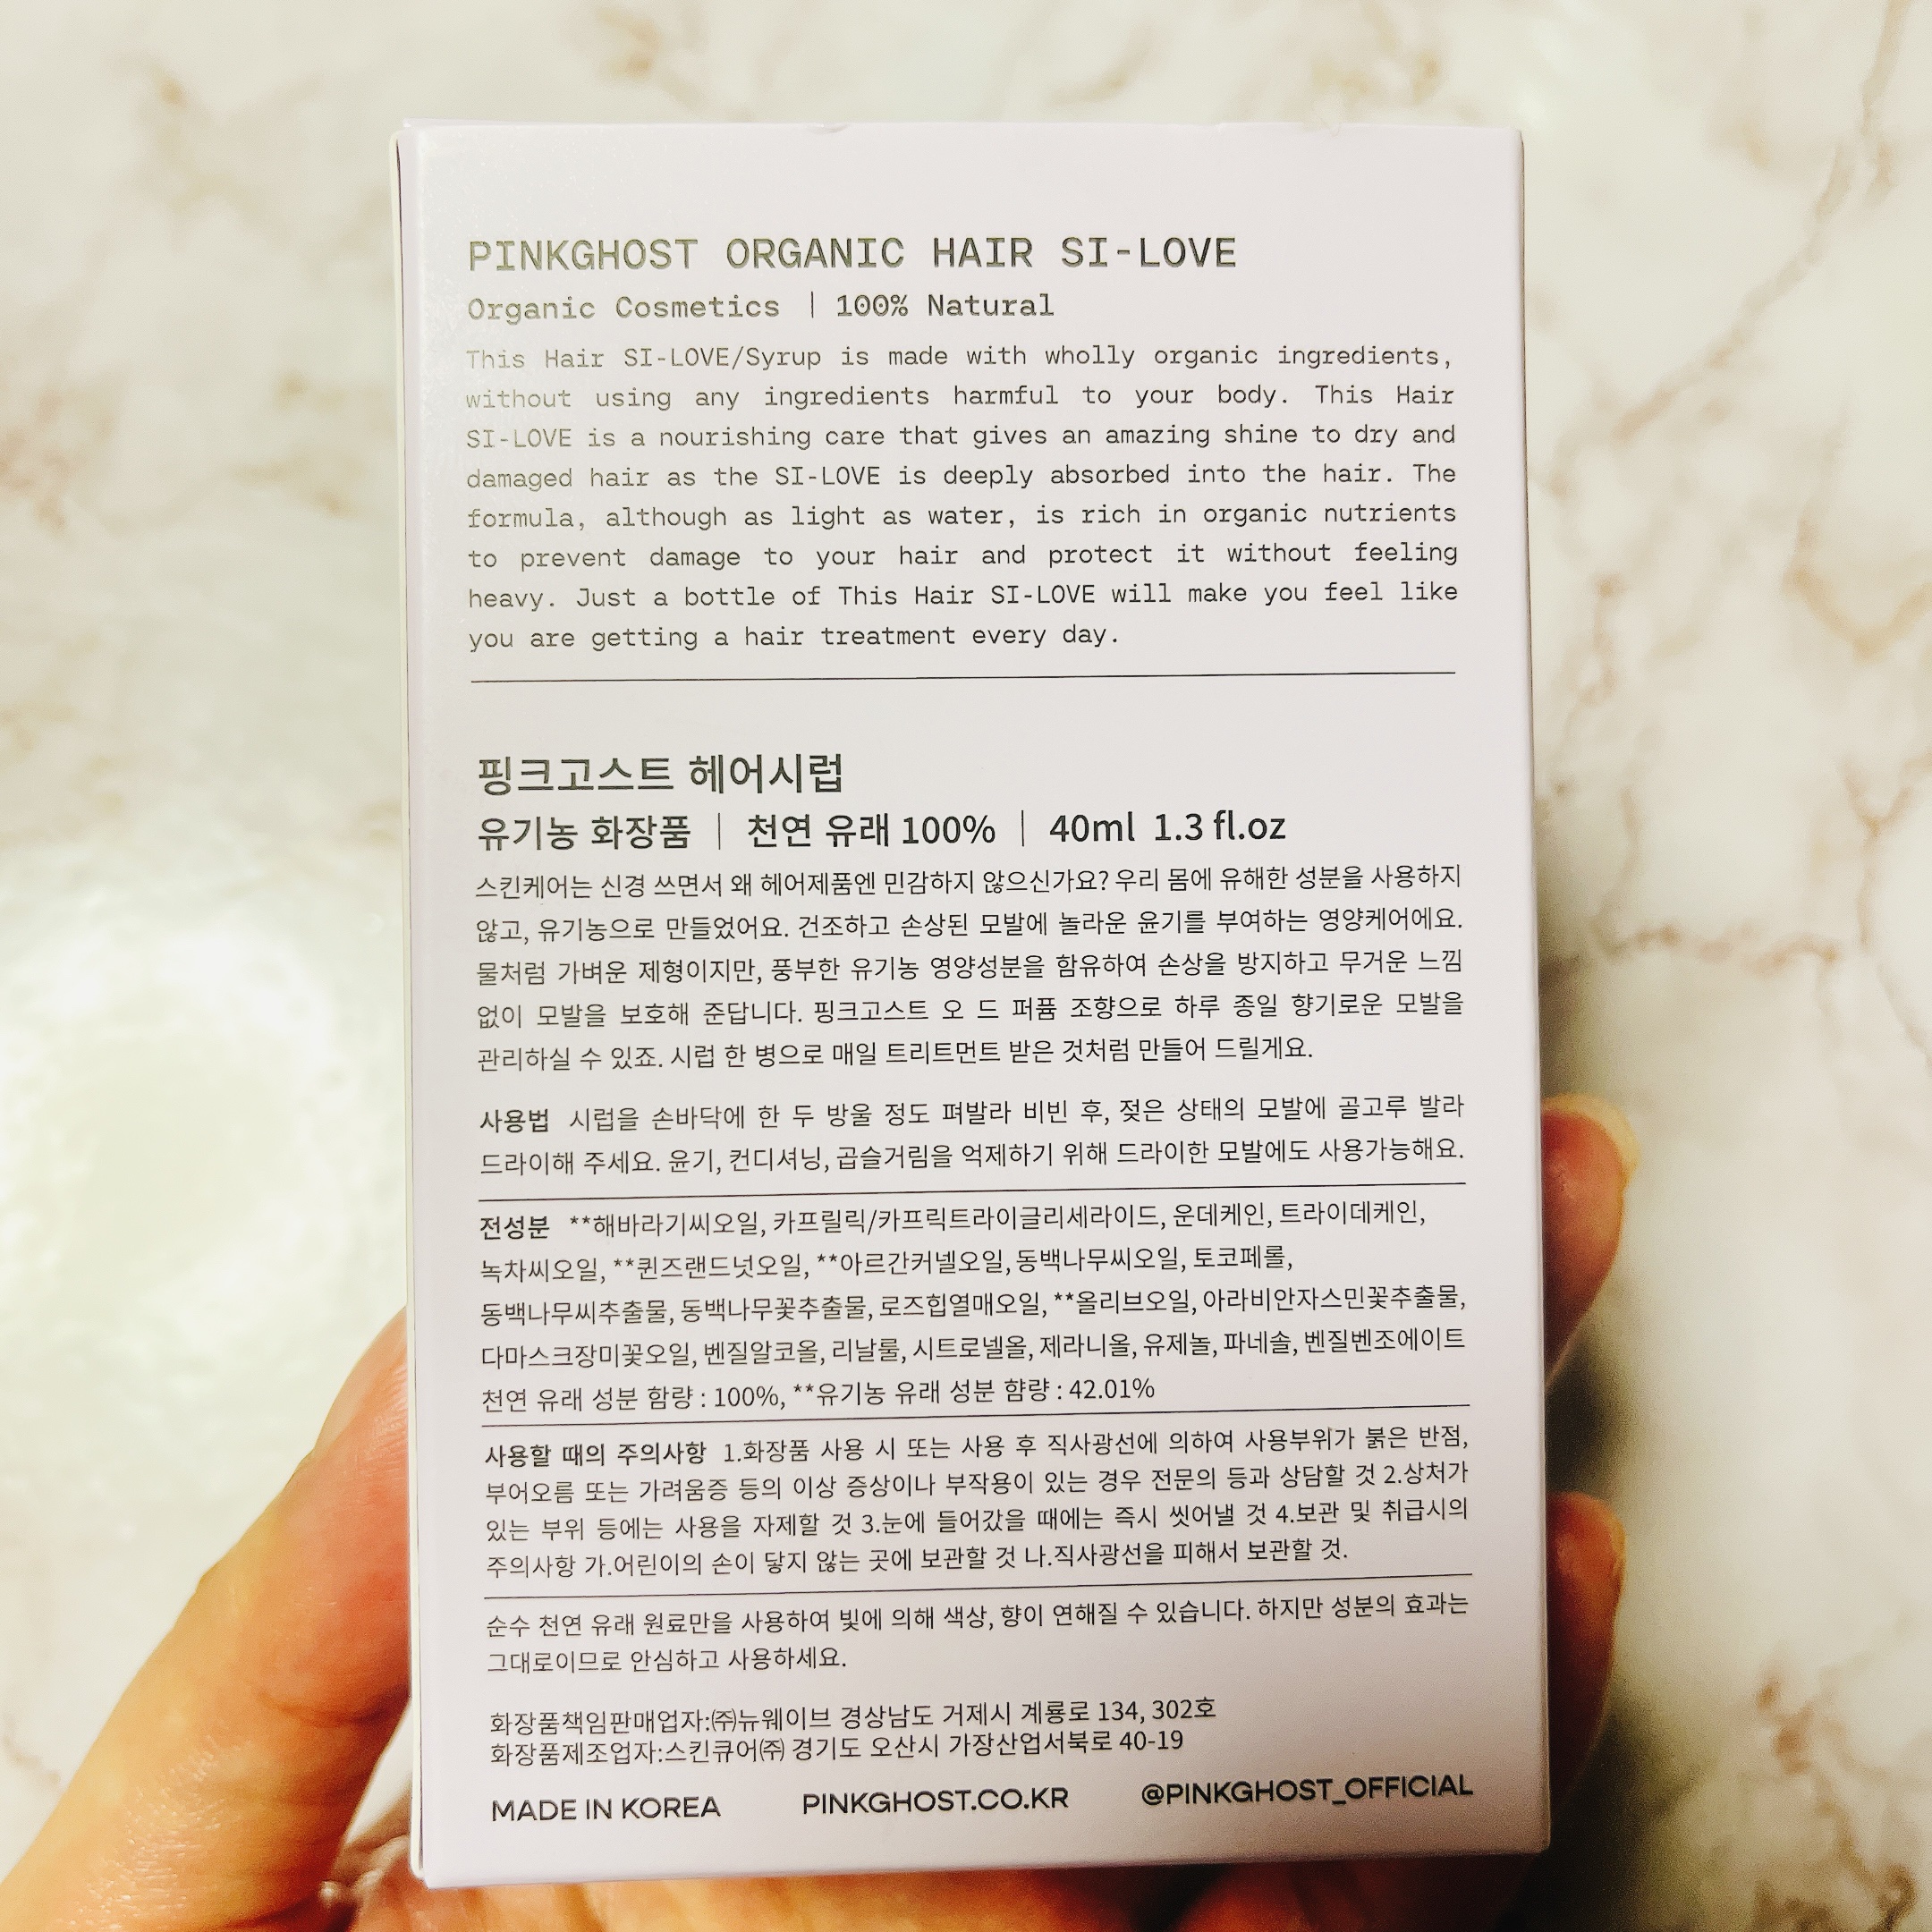 PINKGHOST ORGANIC HAIR SI-LOVE
Organic Cosmetics | 100% Natural
This Hair SI-LOVE/Syrup is made with wholly organic ingredients,
without using any ingredients harmful to your body. This Hair
SI-LOVE is a nourishing care that gives an amazing shine to dry and
damaged hair as the SI-LOVE is deeply absorbed into the hair. The
formula, although as light as water, is rich in organic nutrients
to prevent damage to your hair and protect it without feeling
heavy. Just a bottle of This Hair SI-LOVE will make you feel like
you are getting a hair treatment every day.
핑크고스트 헤어시럽
유기농 화장품 | 천연 유래 100% | 40ml 1.3 fl.oz
스킨케어는 신경 쓰면서 왜 헤어제품엔 민감하지 않으신가요? 우리 몸에 유해한 성분을 사용하지
않고, 유기농으로 만들었어요. 건조하고 손상된 모발에 놀라운 윤기를 부여하는 영양케어에요.
물처럼 가벼운 제형이지만, 풍부한 유기농 영양성분을 함유하여 손상을 방지하고 무거운 느낌
없이 모발을 보호해 준답니다. 핑크고스트 오 드 퍼퓸 조향으로 하루 종일 향기로운 모발을
관리하실 수 있죠. 시럽 한 병으로 매일 트리트먼트 받은 것처럼 만들어 드릴게요.
사용법 시럽을 손바닥에 한 두 방울 정도 펴발라 비빈 후, 젖은 상태의 모발에 골고루 발라
드라이해 주세요. 윤기, 컨디셔닝, 곱슬거림을 억제하기 위해 드라이한 모발에도 사용가능해요.
전성분 **해바라기씨오일, 카프릴릭/카프릭트라이글리세라이드, 운데케인, 트라이데케인,
녹차씨오일, **퀸즈랜드넛오일, **아르간커넬오일, 동백나무씨오일, 토코페롤,
동백나무씨추출물, 동백나무꽃추출물, 로즈힙열매오일, **올리브오일, 아라비안자스민꽃추출물,
다마스크장미꽃오일, 벤질알코올, 리날룰, 시트로넬올, 제라니올, 유제놀, 파네솔, 벤질벤조에이트
천연 유래 성분 함량 : 100%, **유기농 유래 성분 햠량 : 42.01%
사용할 때의 주의사항 1.화장품 사용 시 또는 사용 후 직사광선에 의하여 사용부위가 붉은 반점,
부어오름 또는 가려움증 등의 이상 증상이나 부작용이 있는 경우 전문의 등과 상담할 것 2.상처가
있는 부위 등에는 사용을 자제할 것 3.눈에 들어갔을 때에는 즉시 씻어낼 것 4.보관 및 취급시의
주의사항 가.어린이의 손이 닿지 않는 곳에 보관할 것 나.직사광선을 피해서 보관할 것.
순수 천연 유래 원료만을 사용하여 빛에 의해 색상, 향이 연해질 수 있습니다. 하지만 성분의 효과는
그대로이므로 안심하고 사용하세요.
화장품책임판매업자:㈜뉴웨이브 경상남도 거제시 계룡로 134, 302호
화장품제조업자:스킨큐어㈜ 경기도 오산시 가장산업서북로 40-19
MADE IN KOREA PINKGHOST.CO.KR @PINKGHOST_OFFICIAL